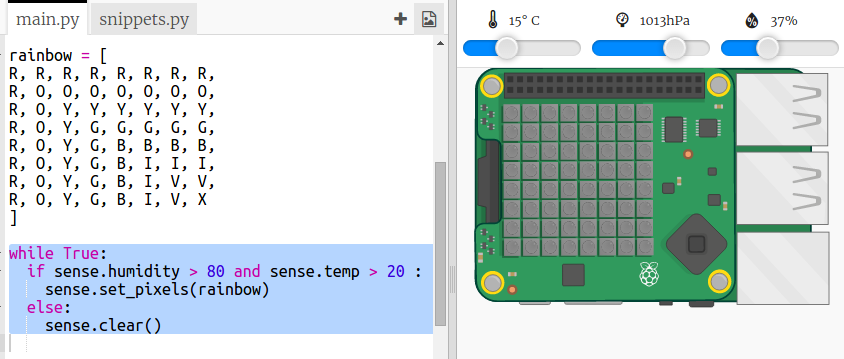 main.py
snippets.py
15° C
1013hPa
37%
rainbow = [
R, R, R, R, R, R, R, R,
R, O, O, O, O, O, O, O,
R, O, Y, Y, Y, Y, Y, Y,
R, O, Y, G, G, G, G, G,
R, O, Y, G, B, B, B, B,
R, O, Y, G, B, I, I, I,
R, O, Y, G, B, I, V, V,
R, O, Y, G, B, I, V, X
]
while True:
  if sense.humidity > 80 and sense.temp > 20 :
    sense.set_pixels(rainbow)
  else:
    sense.clear()